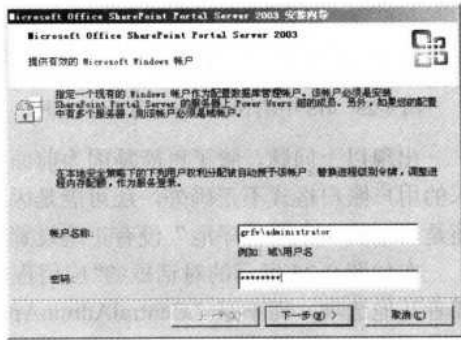 Microsoft Office SharePoint Portal Server 2003 安装向导
Microsoft Office SharePoint Portal Server 2003
提供有效的 Microsoft Windows 帐户
指定一个现有的 Windows 帐户作为配置数据库管理帐户。该帐户必须是安装
SharePoint Portal Server 的服务器上 Power Users 组的成员。另外，如果您的配置
中有多个服务器，则该帐户必须是域帐户。
在本地安全策略下的下列用户权利分配被自动授予该帐户: 替换进程级别令牌，调整进
程内存配额，作为服务登录。
帐户名称:
grfv\administrator
例如: 域\用户名
密码:
********
下一步(N) >
取消(C)